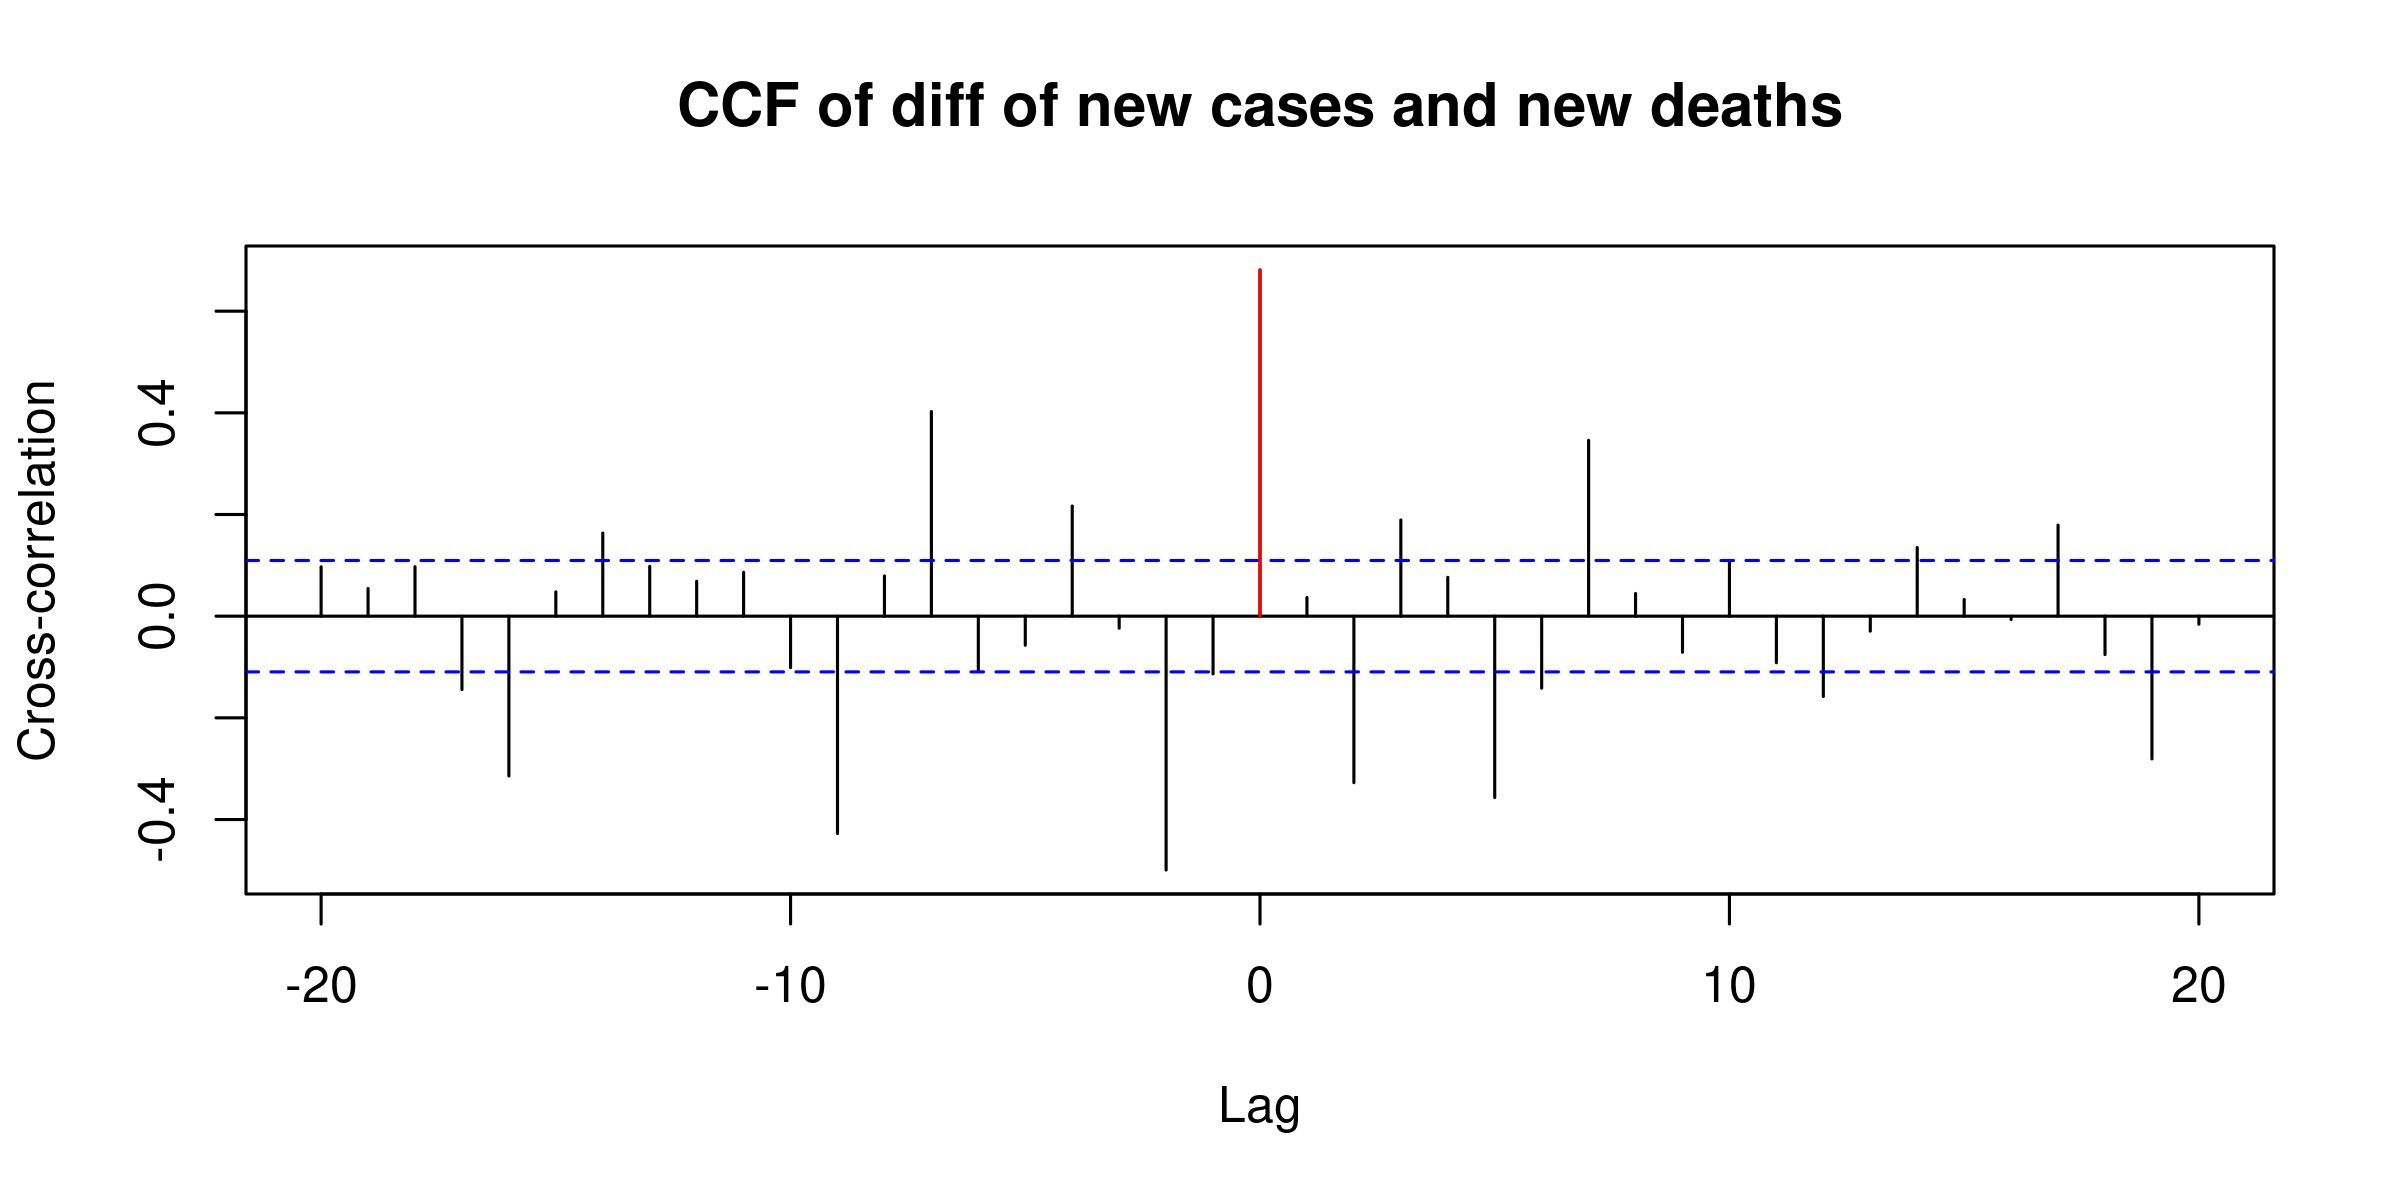 CCF of diff of new cases and new deaths
Cross-correlation
0.4
0.0
-0.4
-20 -10 0 10 20
Lag